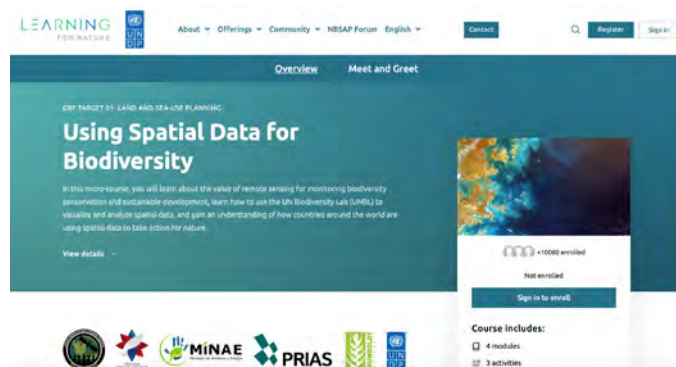 LEARNING
FOR NATURE
UN
DP
About Offerings Community NBSAP Forum English
Contact
Register
Sign in
Overview Meet and Greet
GBF TARGET 01: LAND AND SEA-USE PLANNING
Using Spatial Data for
Biodiversity
In this micro-course, you will learn about the value of remote sensing for monitoring biodiversity
conservation and sustainable development, learn how to use the UN Biodiversity Lab (UNBL) to
visualize and analyze spatial data, and gain an understanding of how countries around the world are
using spatial data to take action for nature.
View details
+10080 enrolled
Not enrolled
Sign in to enroll
Course includes:
4 modules
3 activities
MINAE
PRIAS
HUMBOLDT
UN
DP